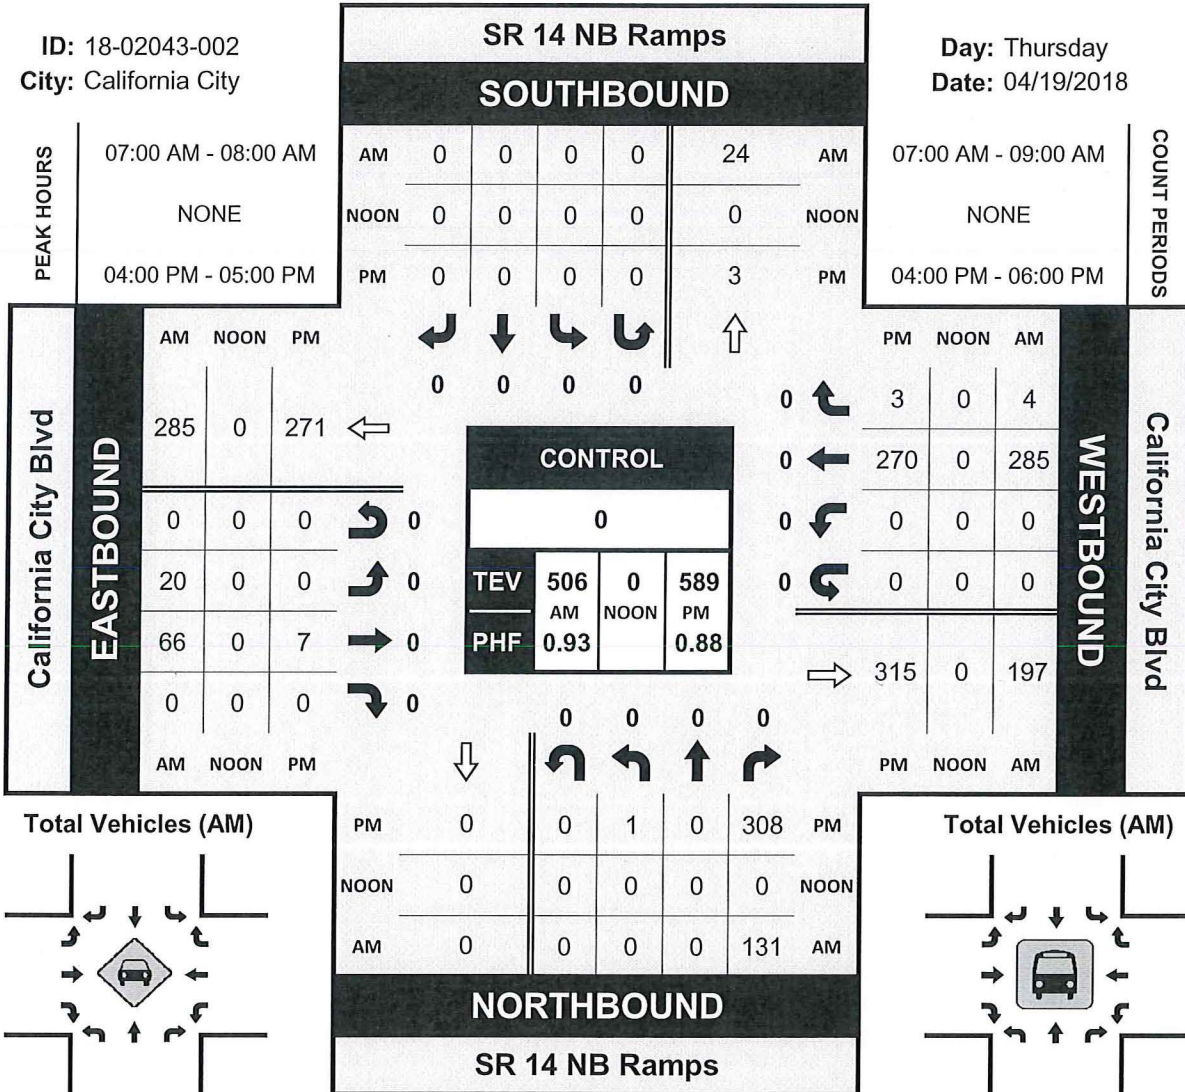 ID: 18-02043-002
City: California City
SR 14 NB Ramps
SOUTHBOUND
Day: Thursday
Date: 04/19/2018
PEAK HOURS
07:00 AM - 08:00 AM
NONE
04:00 PM - 05:00 PM
AM 0 0 0 0 24 AM
NOON 0 0 0 0 0 NOON
PM 0 0 0 0 3 PM
07:00 AM - 09:00 AM
NONE
04:00 PM - 06:00 PM
COUNT PERIODS
0 0 0 0
California City Blvd
EASTBOUND
AM NOON PM
285 0 271
0 0 0 0
20 0 0 0
66 0 7 0
0 0 0 0
AM NOON PM
CONTROL
0
TEV 506 0 589
AM NOON PM
PHF 0.93 0.88
PM NOON AM
0 3 0 4
0 270 0 285
0 0 0 0
0 0 0 0
315 0 197
PM NOON AM
WESTBOUND
California City Blvd
0 0 0 0
PM 0 0 1 0 308 PM
NOON 0 0 0 0 0 NOON
AM 0 0 0 0 131 AM
NORTHBOUND
SR 14 NB Ramps
Total Vehicles (AM)
Total Vehicles (AM)